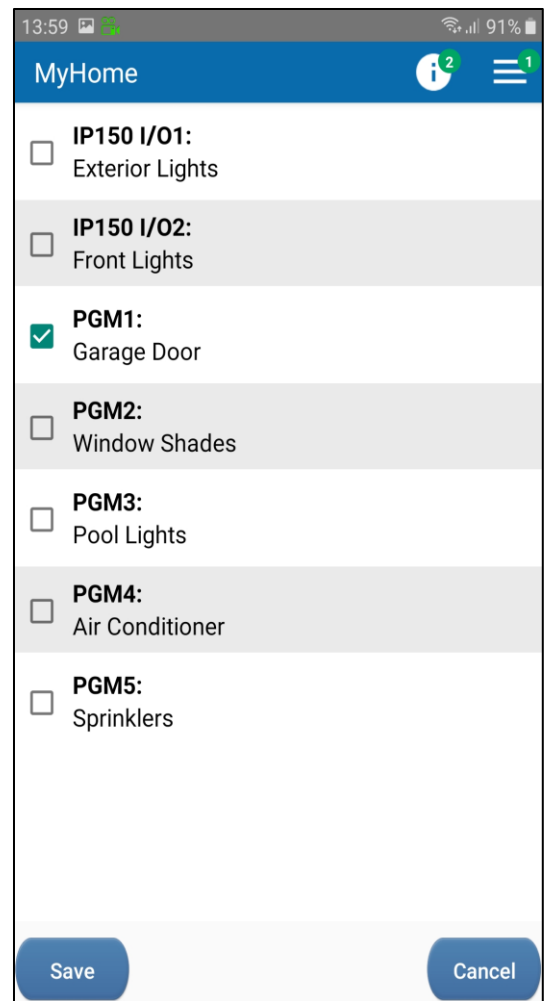 13:59 91%
MyHome i 2 1
IP150 I/O1:
Exterior Lights
IP150 I/O2:
Front Lights
PGM1:
Garage Door
PGM2:
Window Shades
PGM3:
Pool Lights
PGM4:
Air Conditioner
PGM5:
Sprinklers
Save Cancel